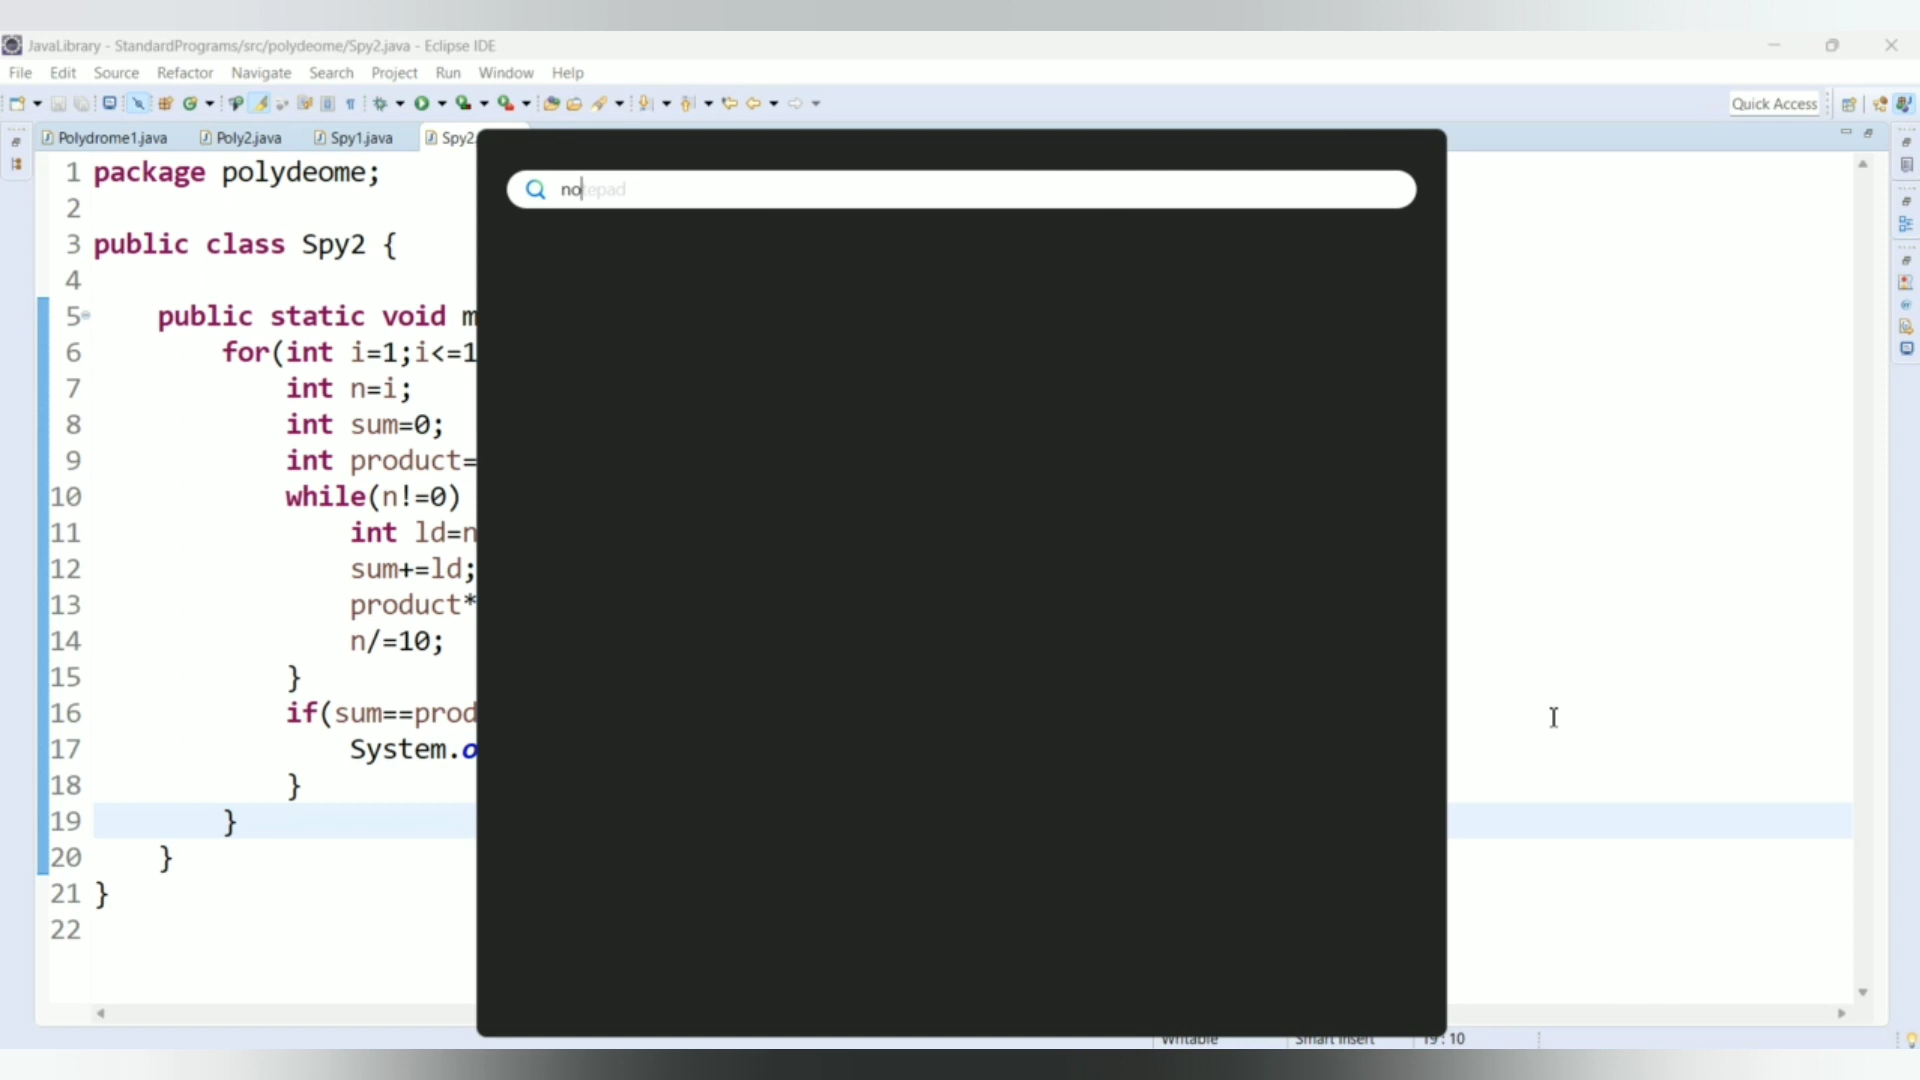 JavaLibrary - StandardPrograms/src/polydeome/Spy2.java - Eclipse IDE
File Edit Source Refactor Navigate Search Project Run Window Help
Quick Access
Polydrome1.java Poly2.java Spy1.java Spy2.
notepad
1 package polydeome;
2
3 public class Spy2 {
4
5 public static void m
6 for(int i=1;i<=1
7 int n=i;
8 int sum=0;
9 int product=
10 while(n!=0)
11 int ld=n
12 sum+=ld;
13 product*
14 n/=10;
15 }
16 if(sum==prod
17 System.o
18 }
19 }
20 }
21 }
22
Writable Smart Insert 19 : 10